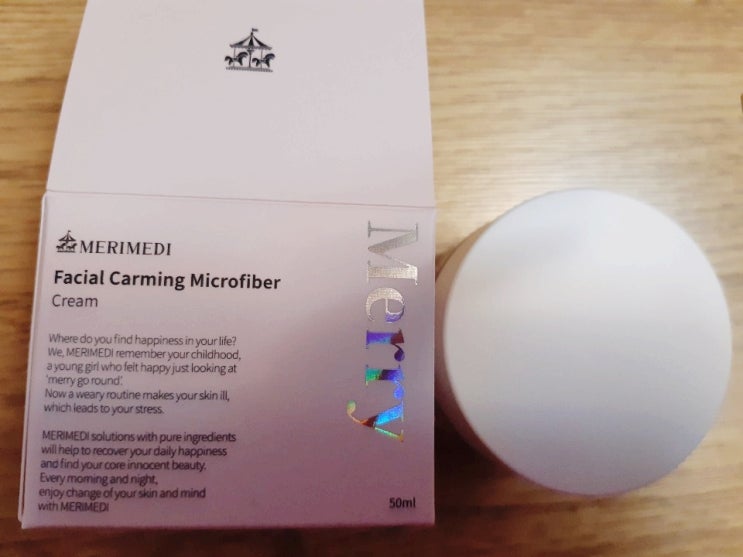 MERIMEDI
Facial Carming Microfiber
Cream
Where do you find happiness in your life?
We, MERIMEDI remember your childhood,
a young girl who felt happy just looking at
'merry go round'.
Now a weary routine makes your skin ill,
which leads to your stress.
MERIMEDI solutions with pure ingredients
will help to recover your daily happiness
and find your core innocent beauty.
Every morning and night,
enjoy change of your skin and mind
with MERIMEDI
Merry
50ml